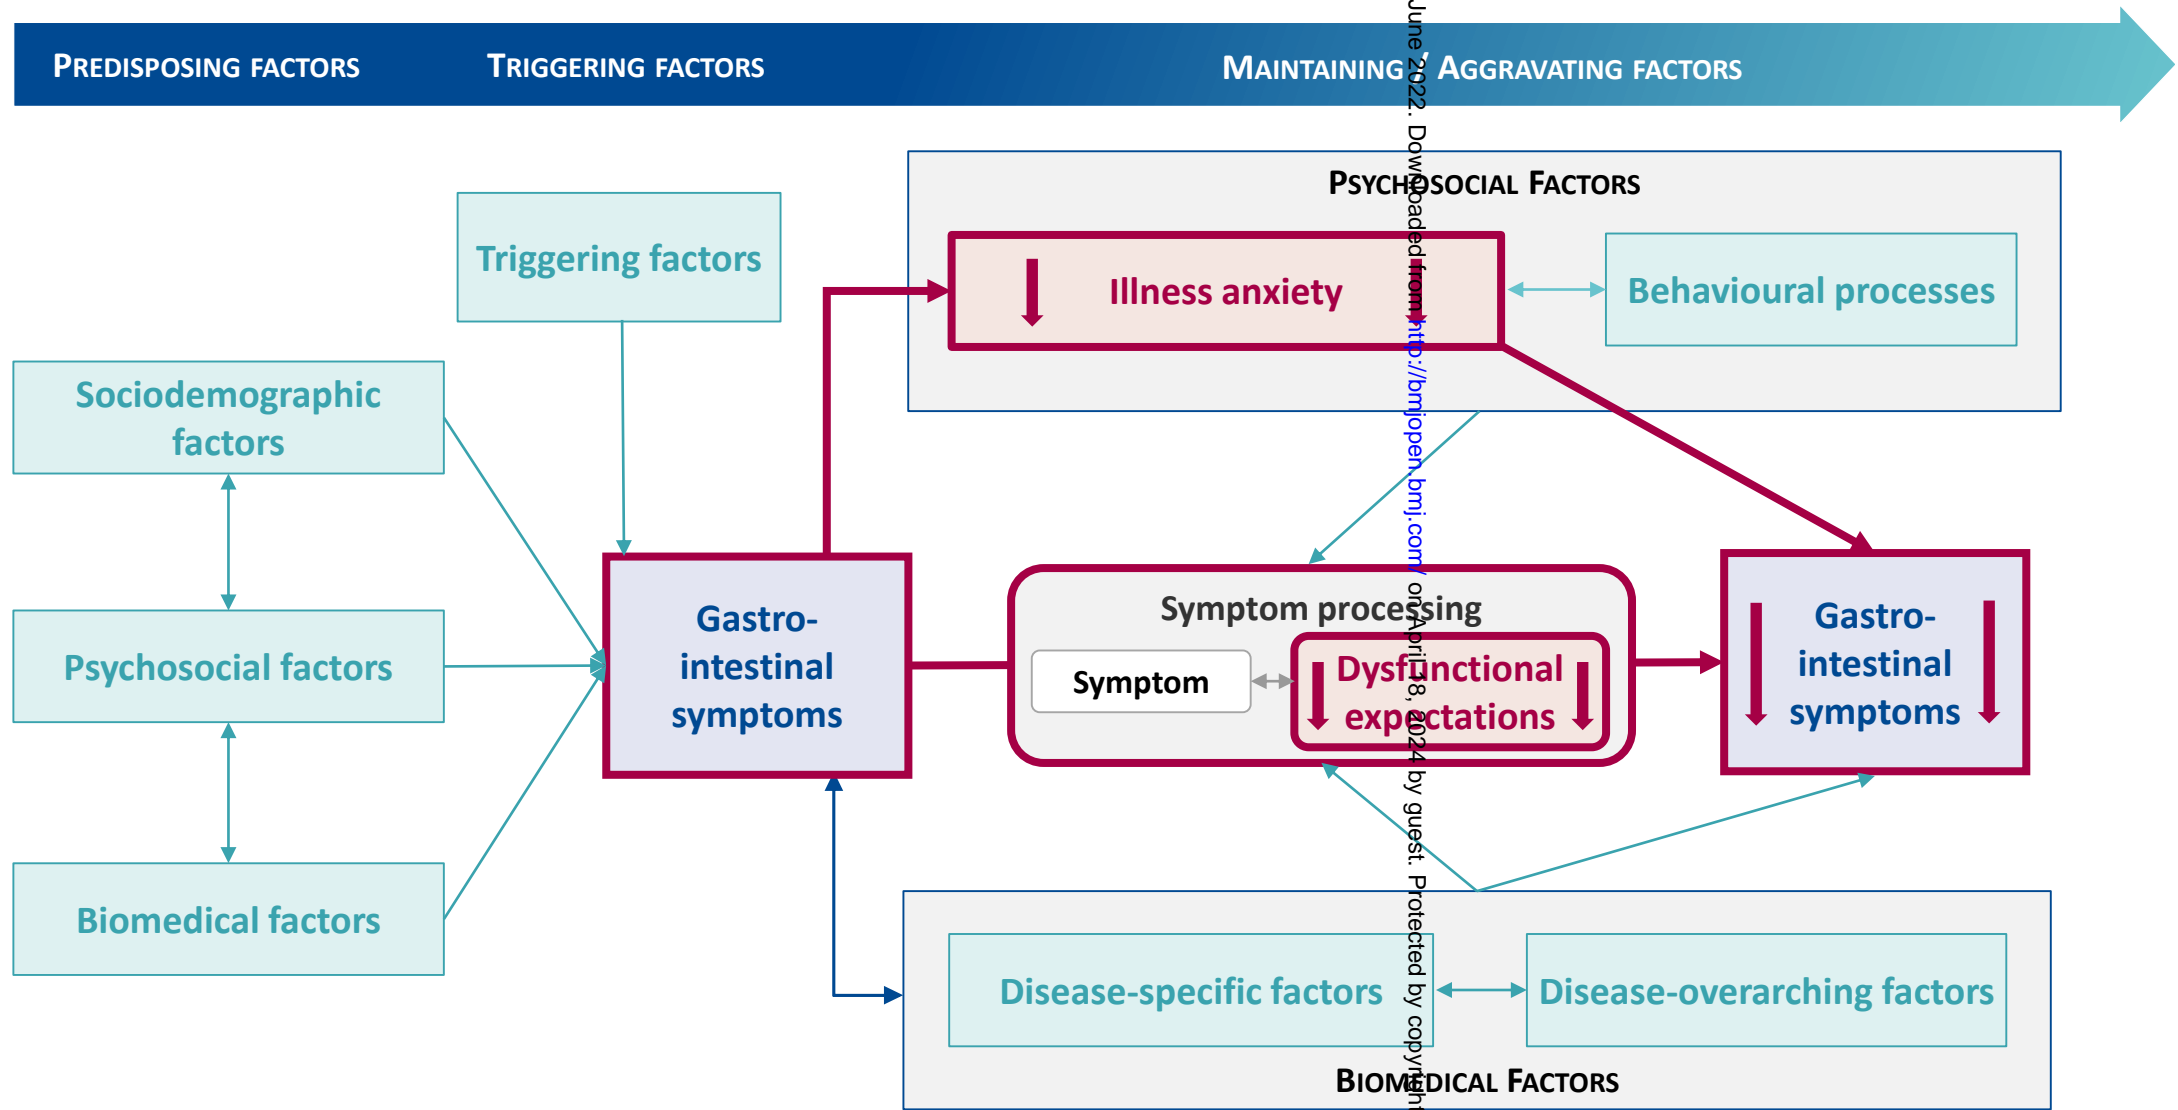 PREDISPOSING FACTORS
TRIGGERING FACTORS
MAINTAINING / AGGRAVATING FACTORS
PSYCHOSOCIAL FACTORS
Triggering factors
Illness anxiety
Behavioural processes
Sociodemographic
factors
Psychosocial factors
Biomedical factors
Gastro-
intestinal
symptoms
Symptom processing
Symptom
Dysfunctional
expectations
Gastro-
intestinal
symptoms
Disease-specific factors
Disease-overarching factors
BIOMEDICAL FACTORS
June 2022. Downloaded from http://bmjopen.bmj.com/ on April 18, 2024 by guest. Protected by copyright